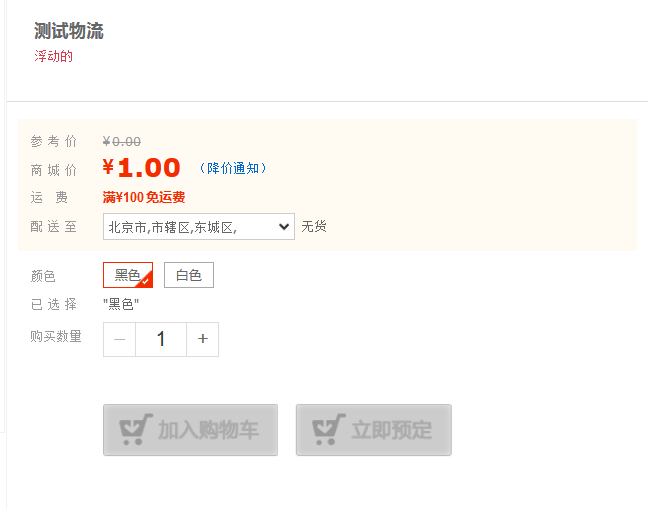 测试物流
浮动的
参考价 ¥0.00
商城价 ¥1.00 （降价通知）
运 费 满¥100免运费
配送至 北京市,市辖区,东城区, 无货
颜色 黑色 白色
已选择 "黑色"
购买数量 − 1 +
加入购物车 立即预定